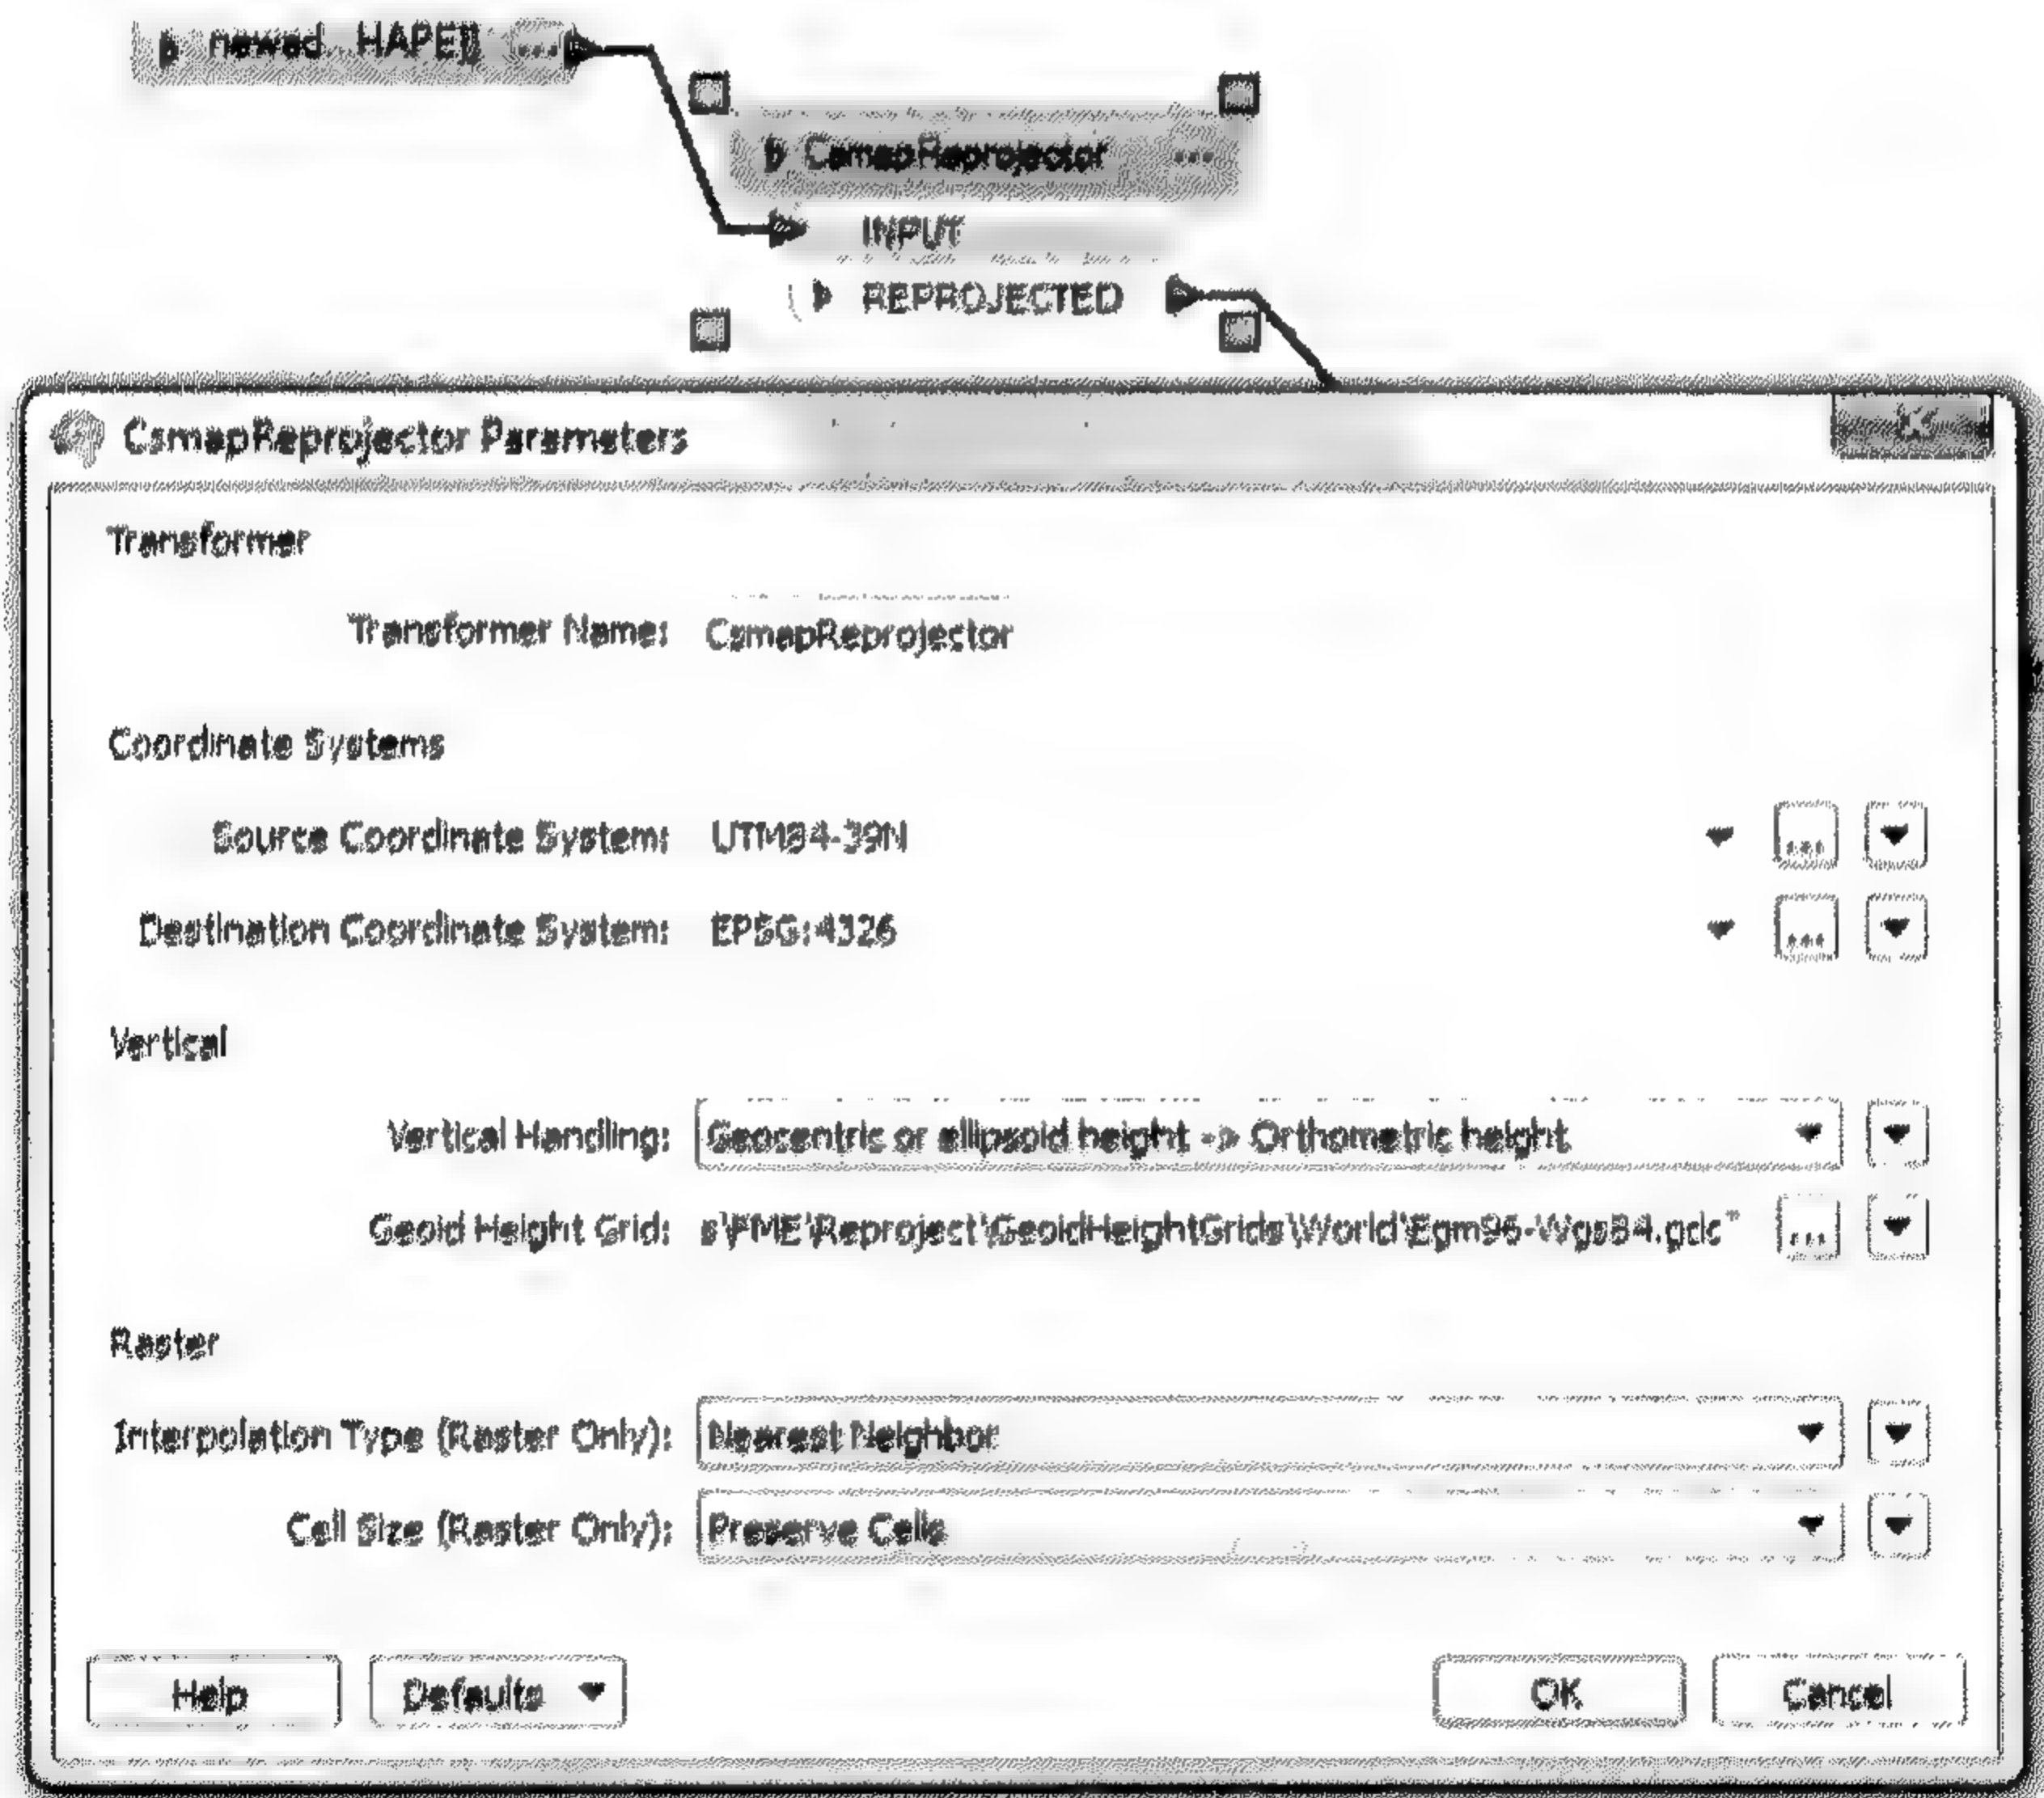 CsmapReprojector
INPUT
REPROJECTED
CsmapReprojector Parameters
Transformer
Transformer Name: CsmapReprojector
Coordinate Systems
Source Coordinate System: UTM84-39N
Destination Coordinate System: EPSG:4326
Vertical
Vertical Handling: Geocentric or ellipsoid height -> Orthometric height
Geoid Height Grid: s\FME\Reproject\GeoidHeightGrids\World\Egm96-Wgs84.gdc"
Raster
Interpolation Type (Raster Only): Nearest Neighbor
Cell Size (Raster Only): Preserve Cells
Help Defaults OK Cancel